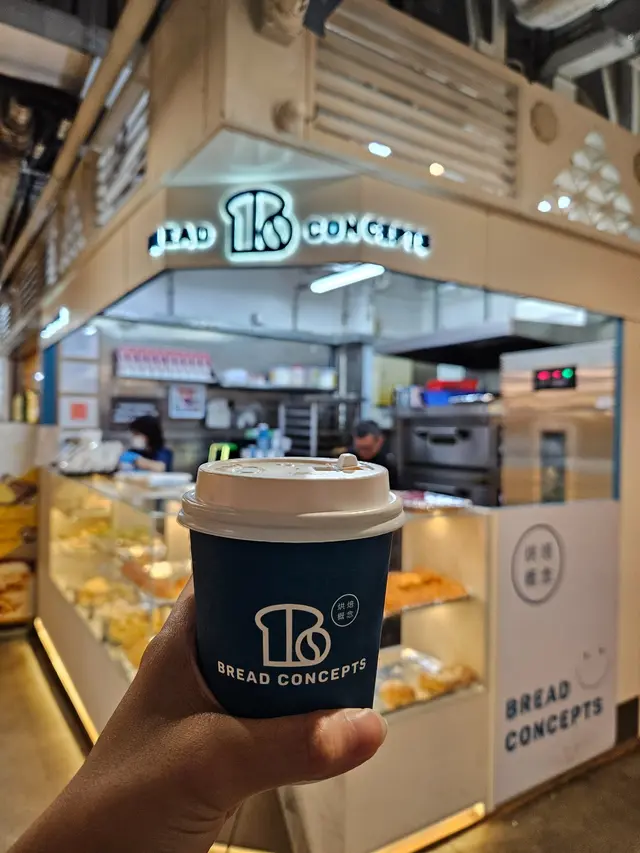 BREAD CONCEPTS
烘焙
概念
BREAD CONCEPTS
烘焙
概念
BREAD
CONCEPTS